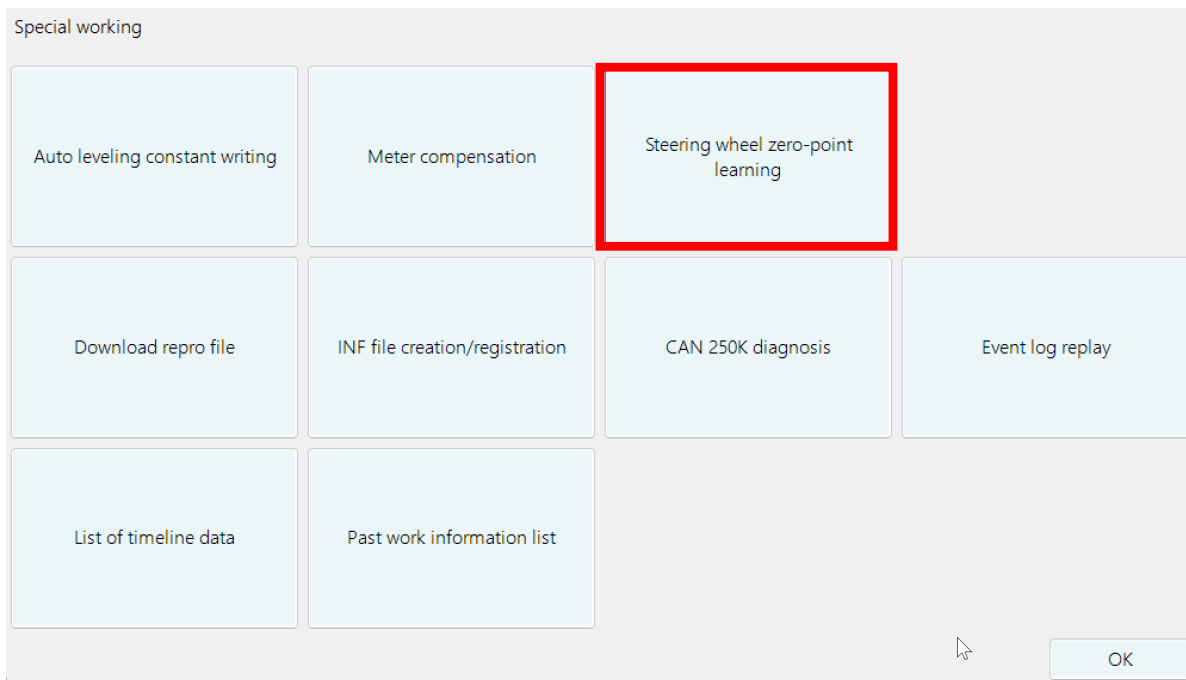 Special working
Auto leveling constant writing
Meter compensation
Steering wheel zero-point
learning
Download repro file
INF file creation/registration
CAN 250K diagnosis
Event log replay
List of timeline data
Past work information list
OK